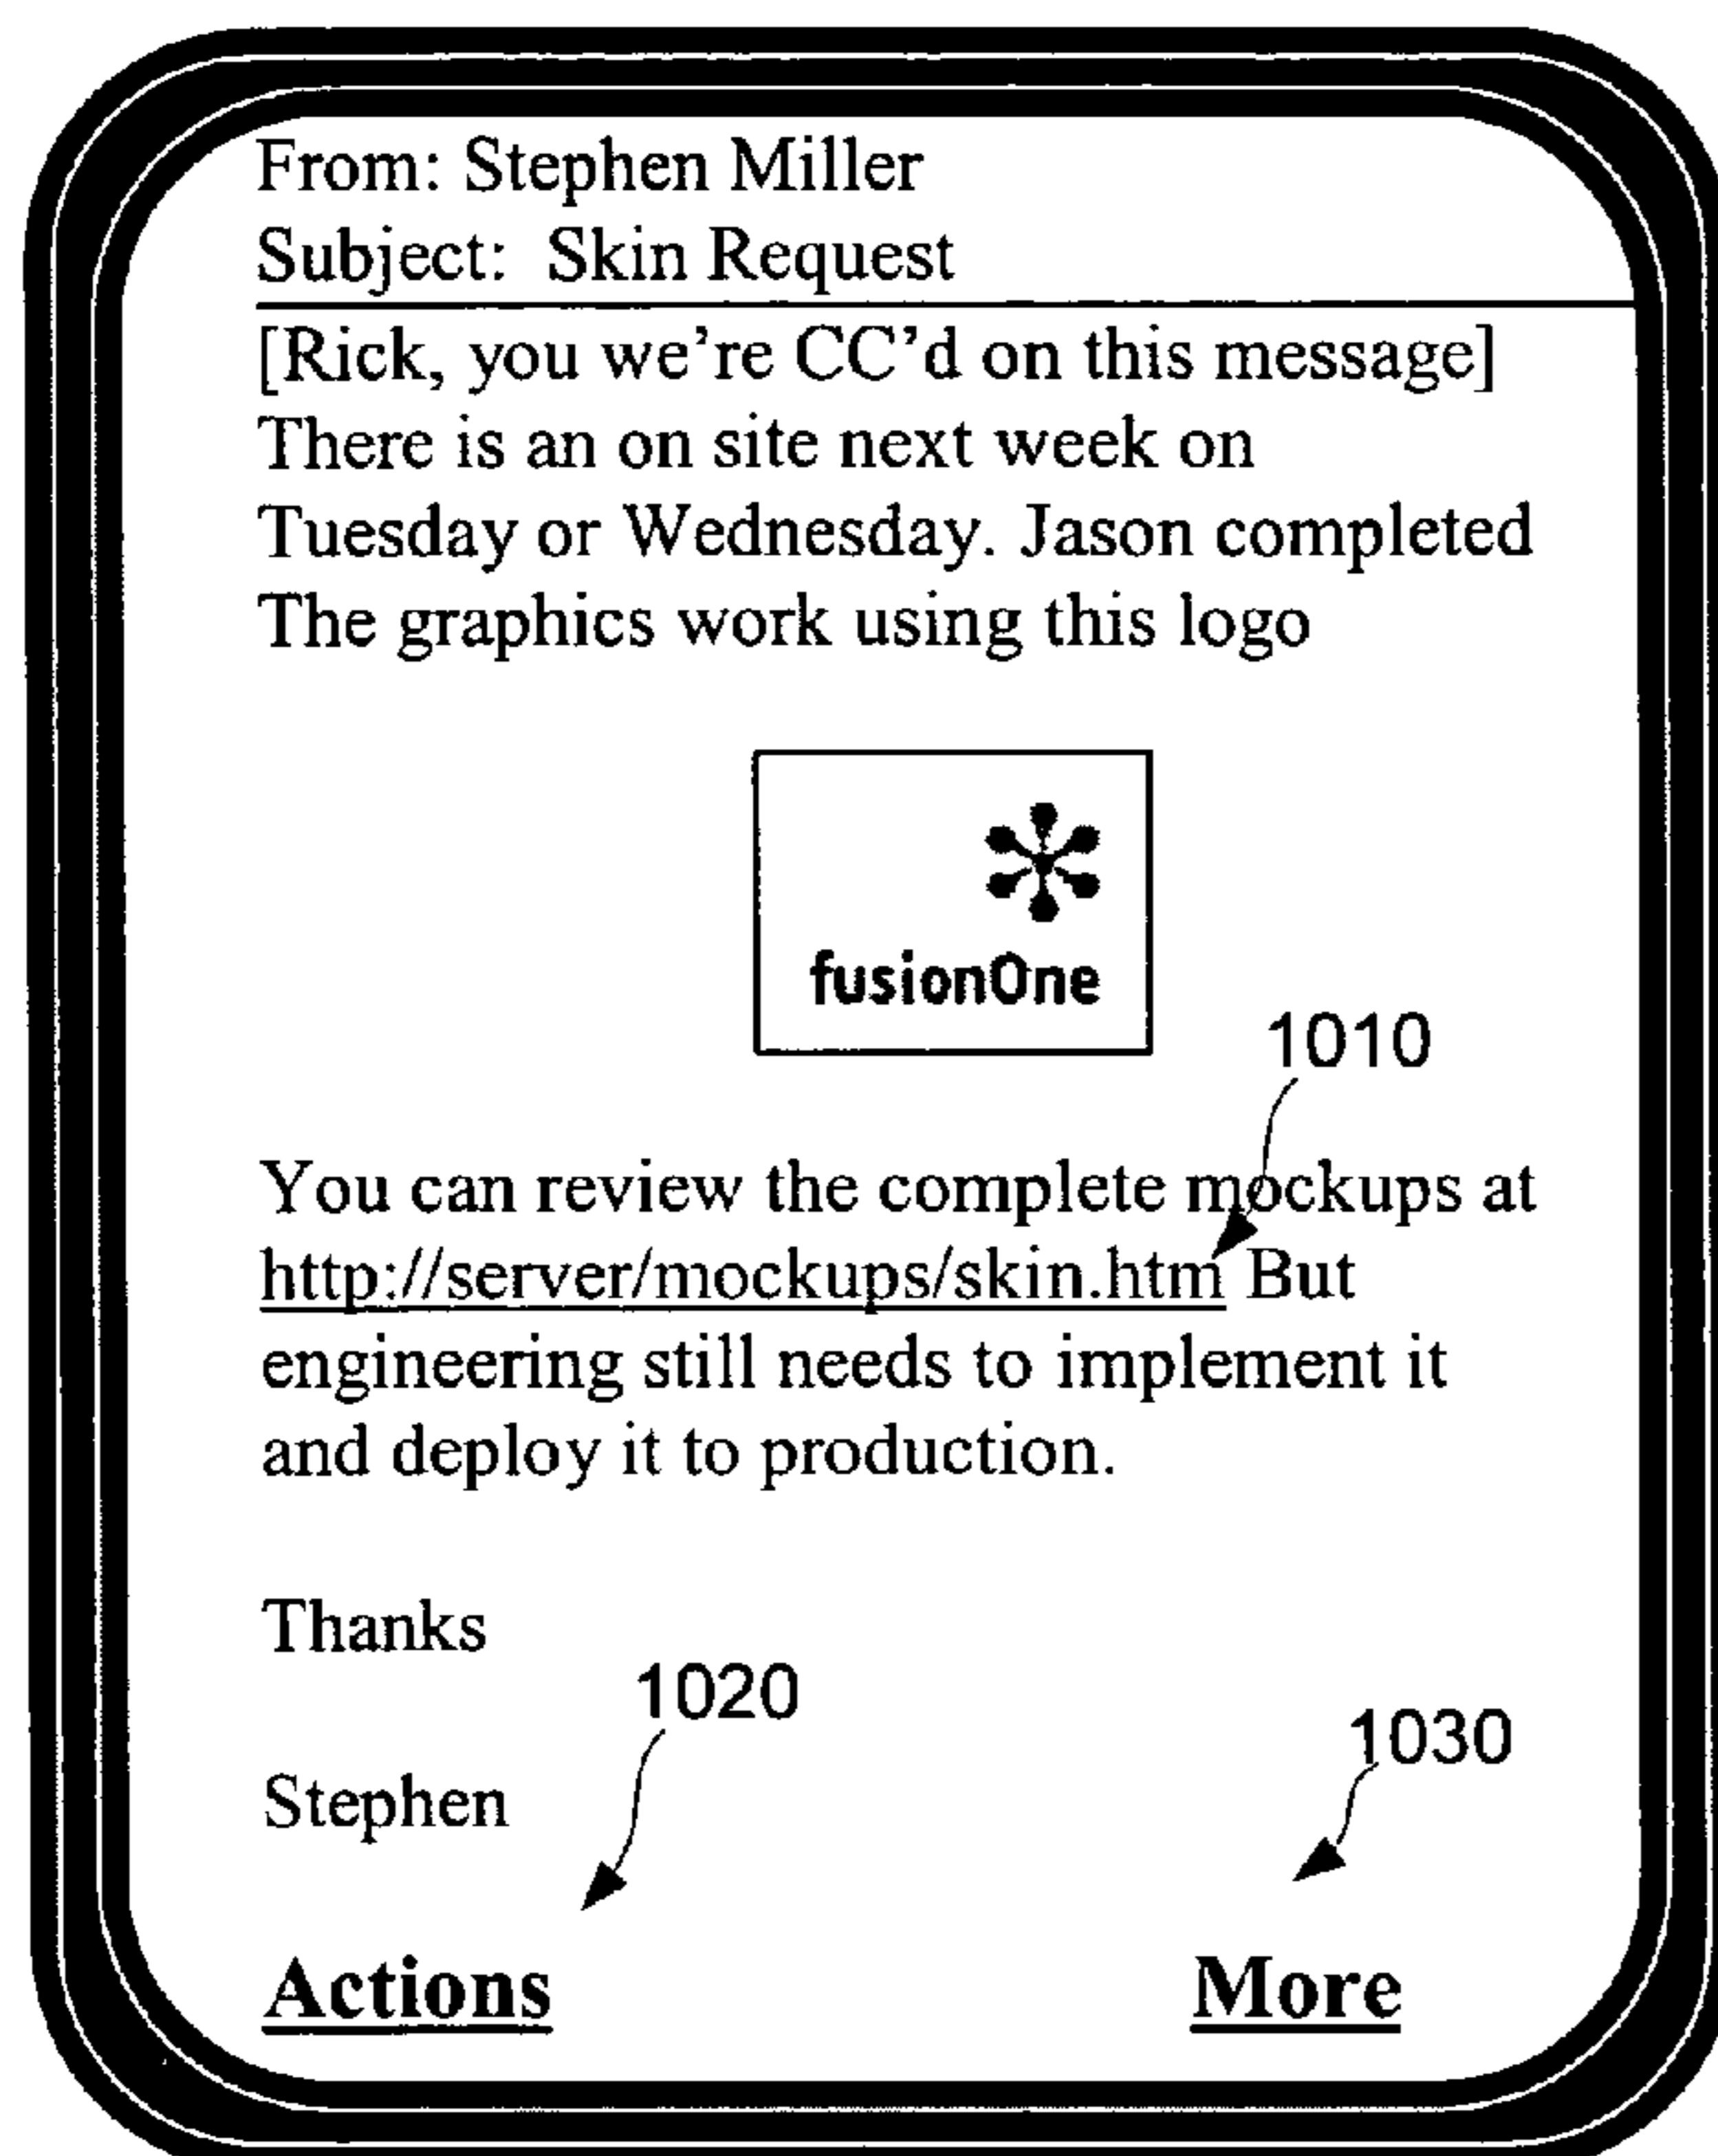 From: Stephen Miller
Subject: Skin Request
[Rick, you we're CC'd on this message]
There is an on site next week on
Tuesday or Wednesday. Jason completed
The graphics work using this logo
fusionOne
1010
You can review the complete mockups at
http://server/mockups/skin.htm But
engineering still needs to implement it
and deploy it to production.
Thanks
1020
1030
Stephen
Actions More